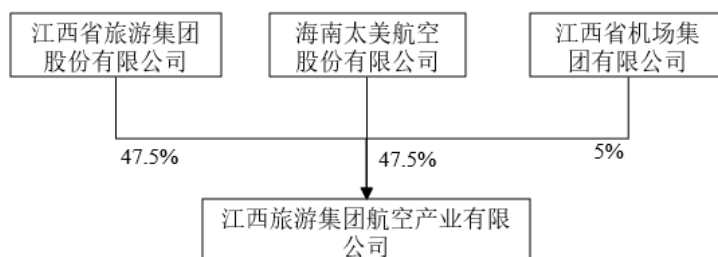 江西省旅游集团
股份有限公司
海南太美航空
股份有限公司
江西省机场集
团有限公司
47.5%
47.5%
5%
江西旅游集团航空产业有限
公司